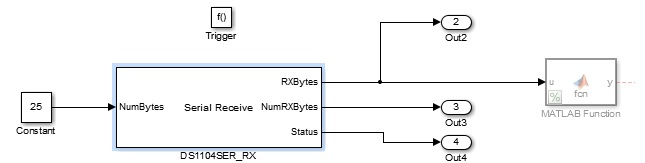 f()
Trigger
2
Out2
RXBytes
u
fcn
y
%
MATLAB Function
25
Constant
NumBytes
Serial Receive
NumRXBytes
3
Out3
Status
4
Out4
DS1104SER_RX